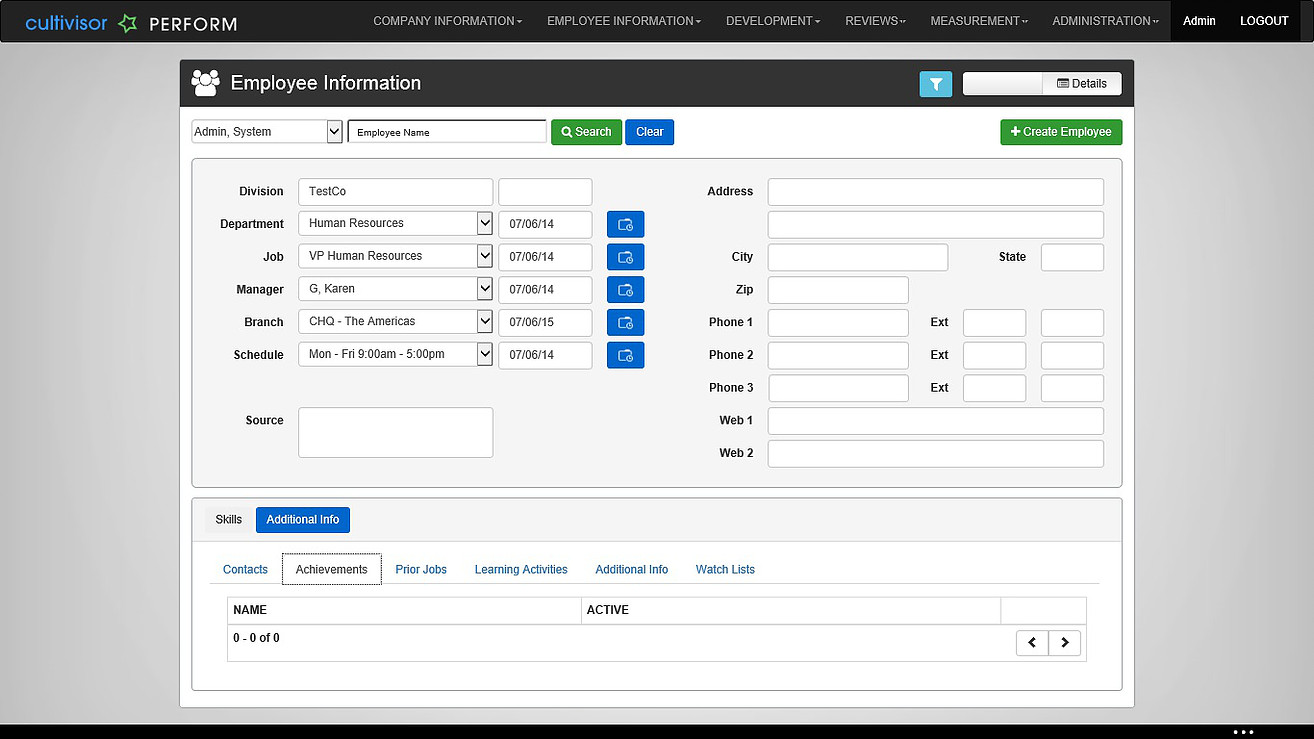 cultivisor PERFORM COMPANY INFORMATION EMPLOYEE INFORMATION DEVELOPMENT REVIEWS MEASUREMENT ADMINISTRATION Admin LOGOUT
Employee Information
Details
Admin, System Employee Name Search Clear + Create Employee
Division TestCo
Department Human Resources 07/06/14
Job VP Human Resources 07/06/14
Manager G, Karen 07/06/14
Branch CHQ - The Americas 07/06/15
Schedule Mon - Fri 9:00am - 5:00pm 07/06/14
Source
Address
City State
Zip
Phone 1 Ext
Phone 2 Ext
Phone 3 Ext
Web 1
Web 2
Skills Additional Info
Contacts Achievements Prior Jobs Learning Activities Additional Info Watch Lists
NAME ACTIVE
0 - 0 of 0